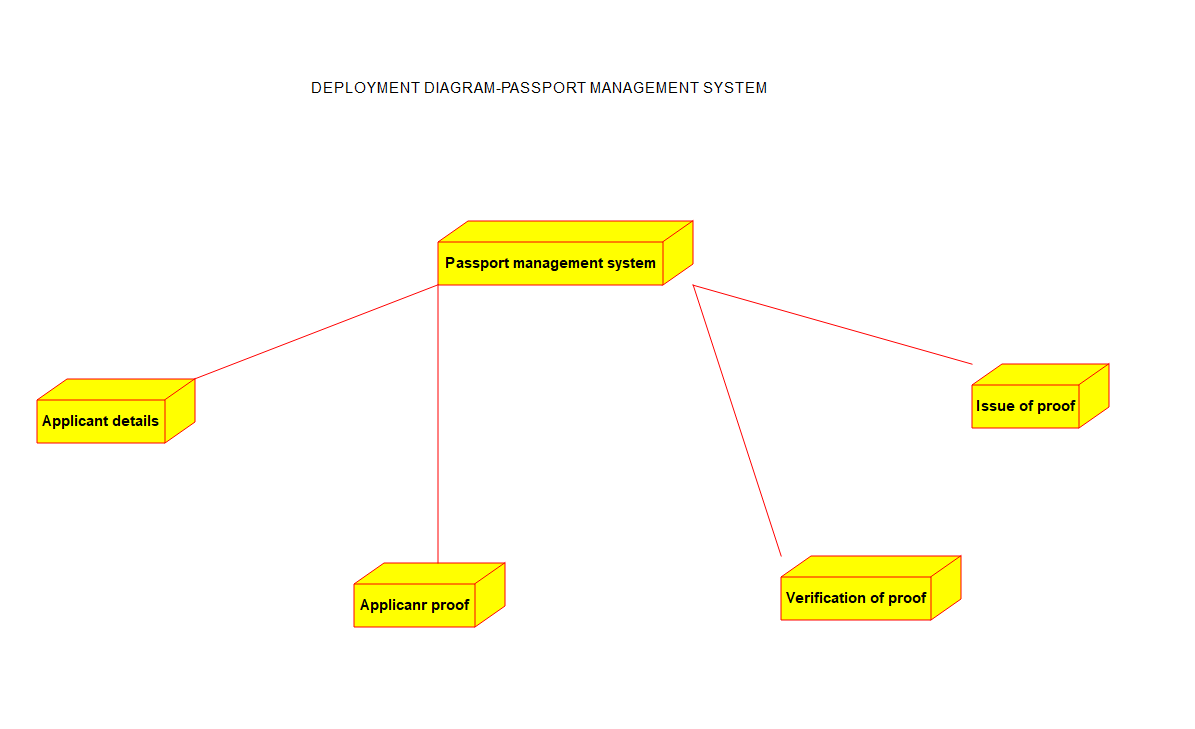 DEPLOYMENT DIAGRAM-PASSPORT MANAGEMENT SYSTEM
Passport management system
Applicant details
Issue of proof
Applicanr proof
Verification of proof